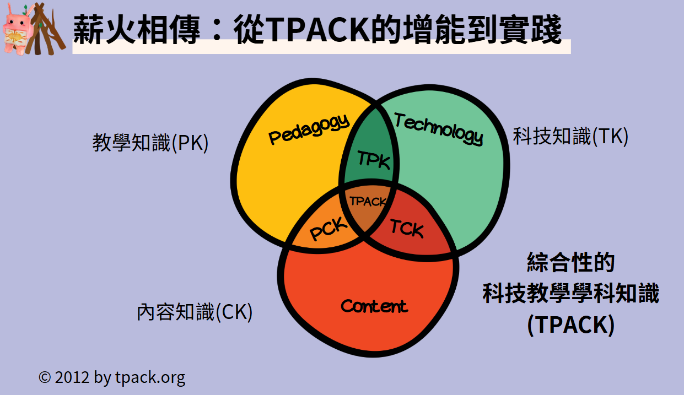 薪火相傳：從TPACK的增能到實踐
Pedagogy
Technology
教學知識(PK)
科技知識(TK)
TPK
TPACK
PCK
TCK
綜合性的
科技教學學科知識
(TPACK)
內容知識(CK)
Content
© 2012 by tpack.org